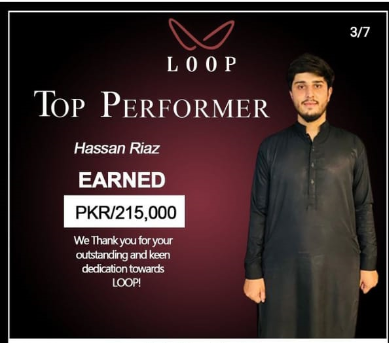 3/7
LOOP
TOP PERFORMER
Hassan Riaz
EARNED
PKR/215,000
We Thank you for your
outstanding and keen
dedication towards
LOOP!